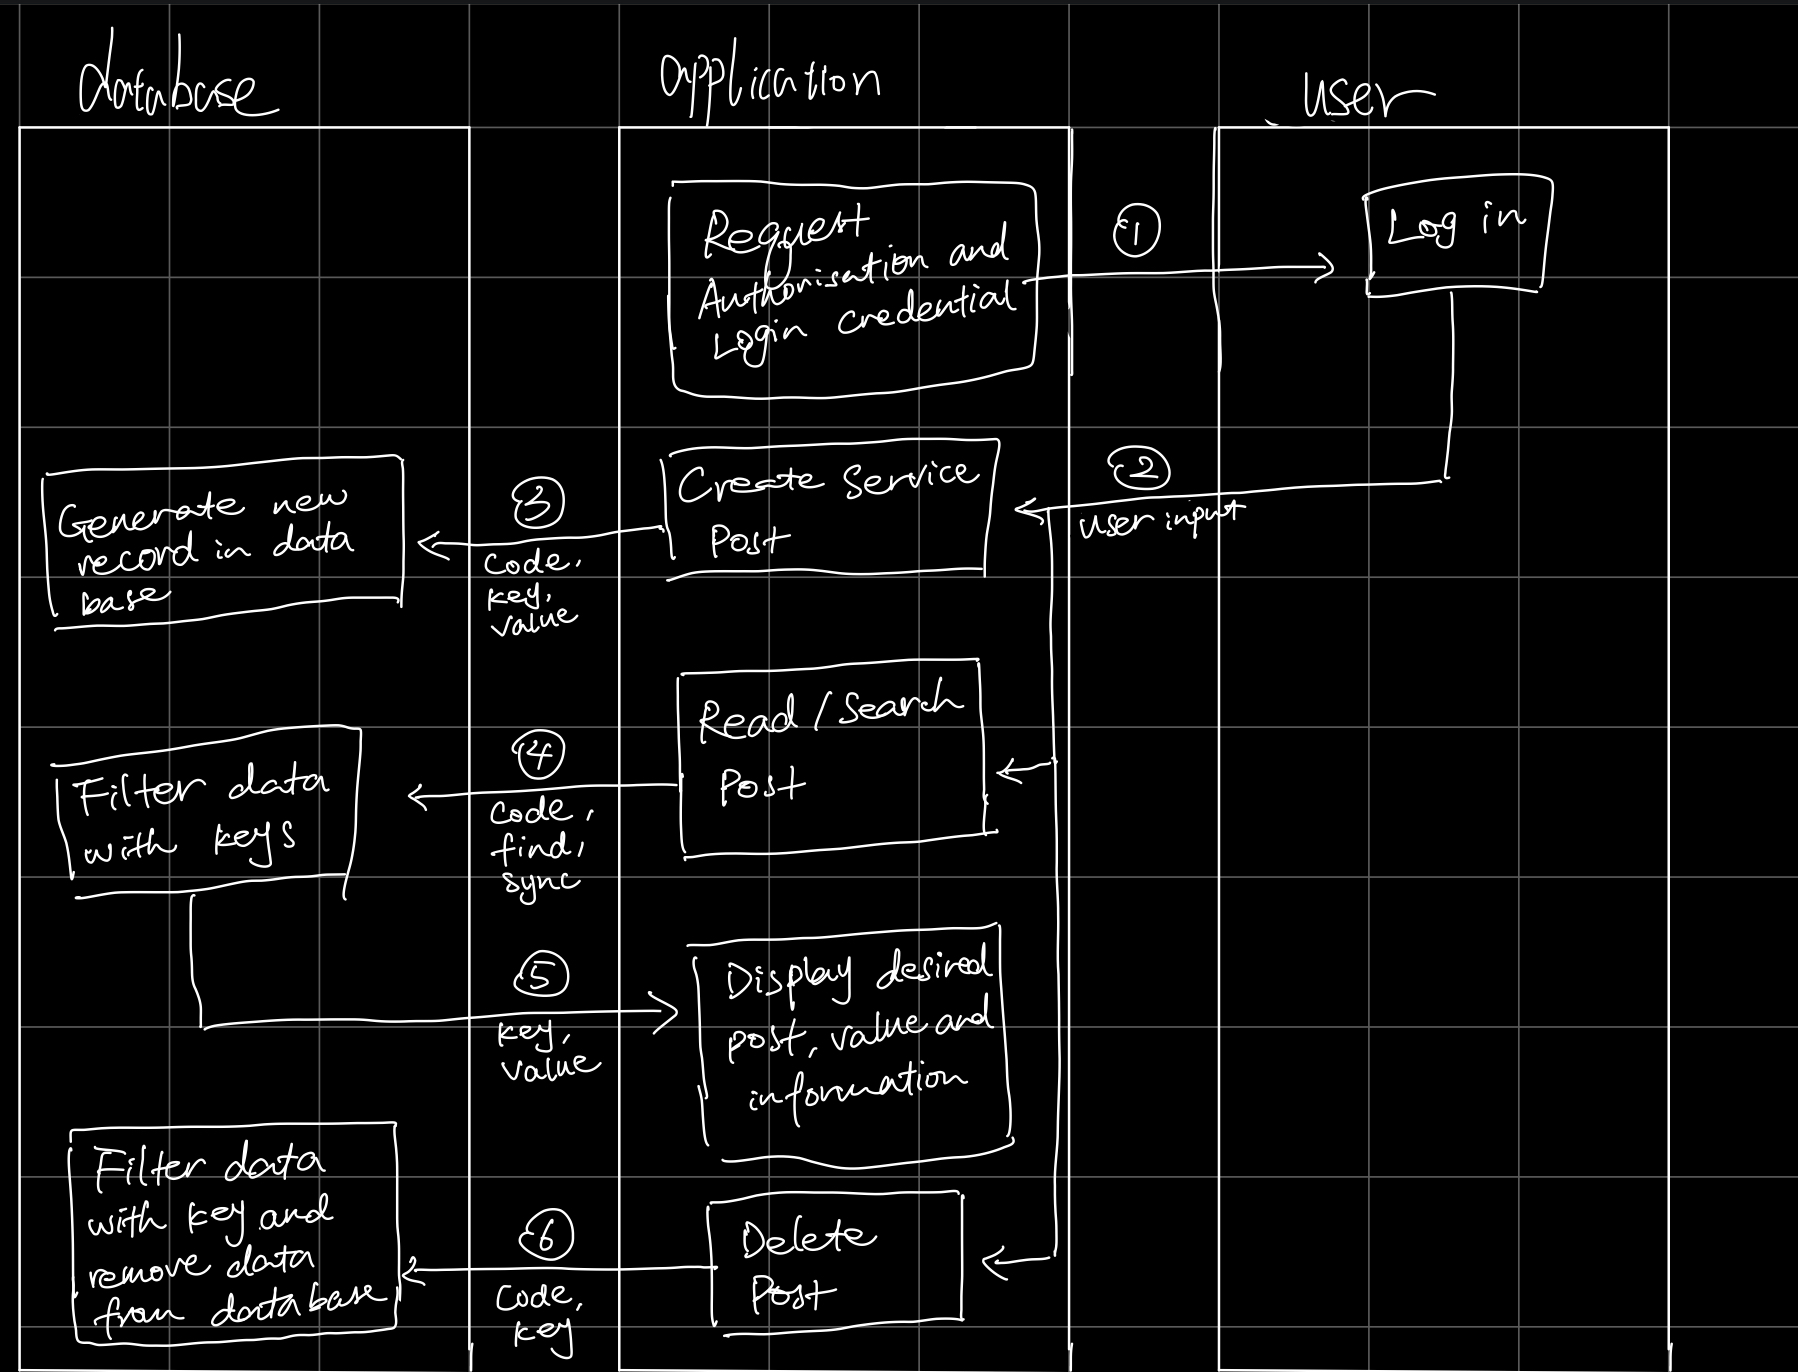 database
application
user
Request
Authorisation and
Login credential
1
Log in
Create Service
Post
2
user input
3
code,
key,
value
Generate new
record in data
base
Read / Search
Post
4
code,
find,
sync
Filter data
with keys
5
key,
value
Display desired
post, value and
information
Delete
Post
6
Code,
key
Filter data
with key and
remove data
from database